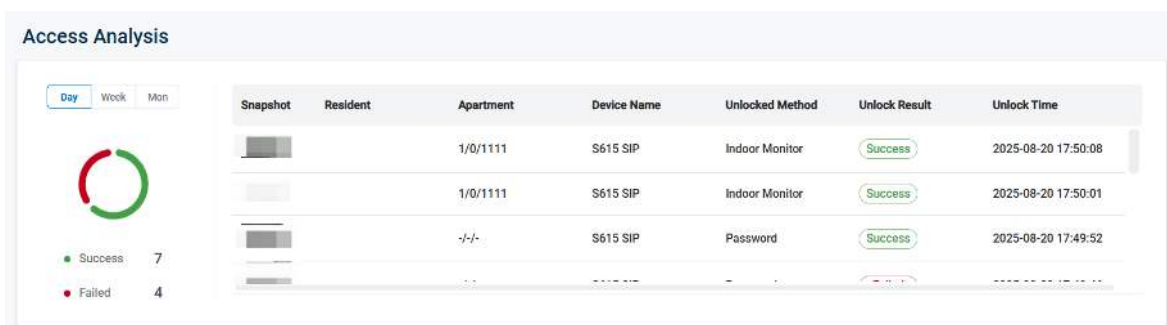 Access Analysis
Day Week Mon
Snapshot Resident Apartment Device Name Unlocked Method Unlock Result Unlock Time
1/0/1111 S615 SIP Indoor Monitor Success 2025-08-20 17:50:08
1/0/1111 S615 SIP Indoor Monitor Success 2025-08-20 17:50:01
-/-/- S615 SIP Password Success 2025-08-20 17:49:52
Success 7
Failed 4